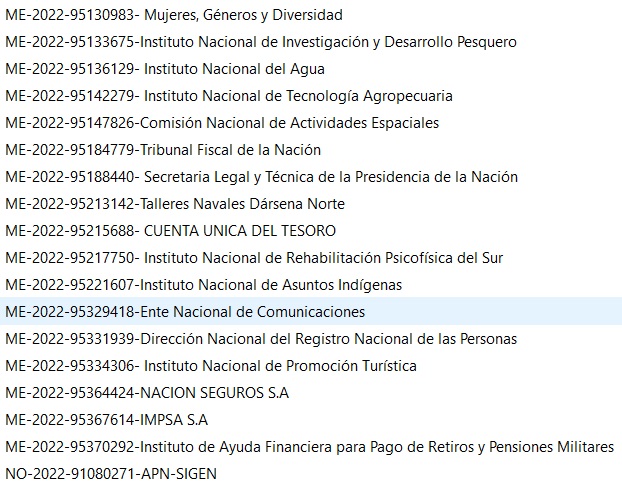 ME-2022-95130983- Mujeres, Géneros y Diversidad
ME-2022-95133675-Instituto Nacional de Investigación y Desarrollo Pesquero
ME-2022-95136129- Instituto Nacional del Agua
ME-2022-95142279- Instituto Nacional de Tecnología Agropecuaria
ME-2022-95147826-Comisión Nacional de Actividades Espaciales
ME-2022-95184779-Tribunal Fiscal de la Nación
ME-2022-95188440- Secretaria Legal y Técnica de la Presidencia de la Nación
ME-2022-95213142-Talleres Navales Dársena Norte
ME-2022-95215688- CUENTA UNICA DEL TESORO
ME-2022-95217750- Instituto Nacional de Rehabilitación Psicofísica del Sur
ME-2022-95221607-Instituto Nacional de Asuntos Indígenas
ME-2022-95329418-Ente Nacional de Comunicaciones
ME-2022-95331939-Dirección Nacional del Registro Nacional de las Personas
ME-2022-95334306- Instituto Nacional de Promoción Turística
ME-2022-95364424-NACION SEGUROS S.A
ME-2022-95367614-IMPSA S.A
ME-2022-95370292-Instituto de Ayuda Financiera para Pago de Retiros y Pensiones Militares
NO-2022-91080271-APN-SIGEN